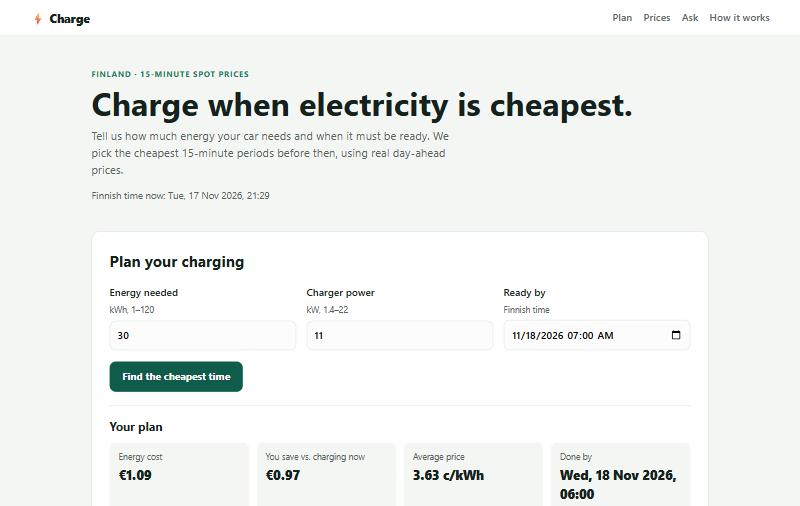 Charge
Plan Prices Ask How it works
FINLAND · 15-MINUTE SPOT PRICES
Charge when electricity is cheapest.
Tell us how much energy your car needs and when it must be ready. We
pick the cheapest 15-minute periods before then, using real day-ahead
prices.
Finnish time now: Tue, 17 Nov 2026, 21:29
Plan your charging
Energy needed Charger power Ready by
kWh, 1–120 kW, 1.4–22 Finnish time
30 11 11/18/2026 07:00 AM
Find the cheapest time
Your plan
Energy cost You save vs. charging now Average price Done by
€1.09 €0.97 3.63 c/kWh Wed, 18 Nov 2026,
06:00